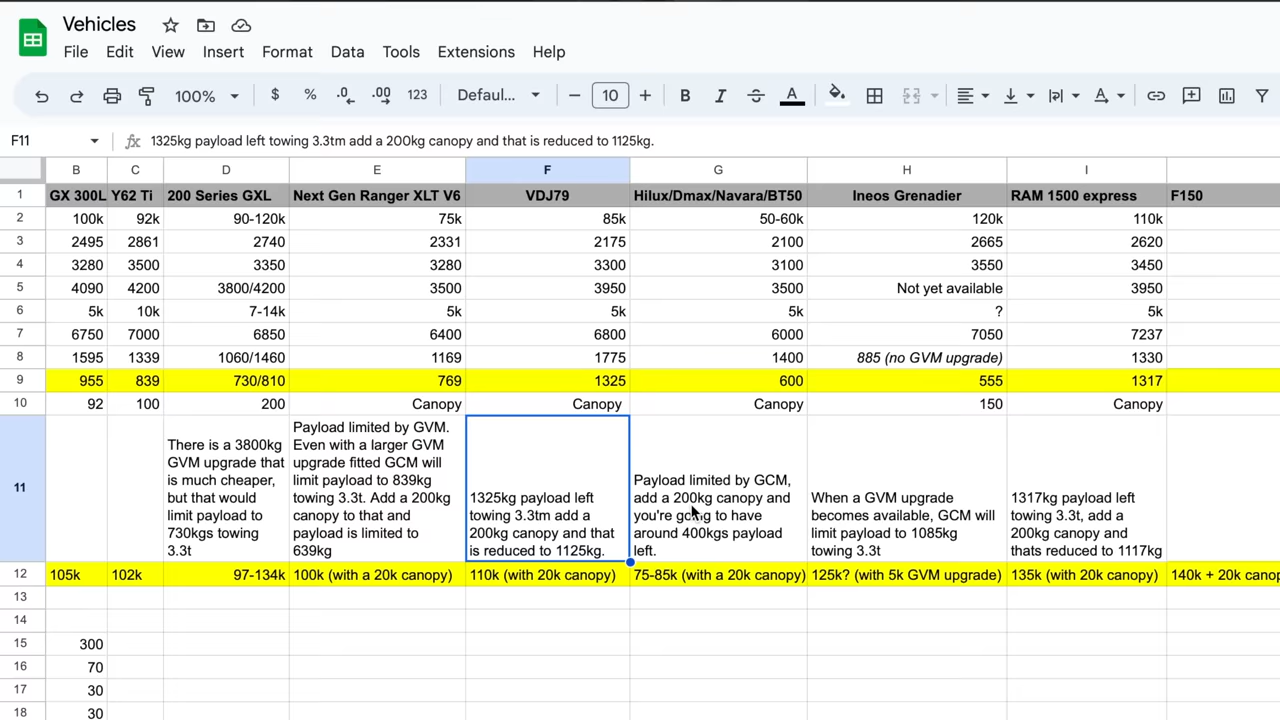 Vehicles
File Edit View Insert Format Data Tools Extensions Help
100% $ % .0 .00 123 Defaul... − 10 + B I A
F11 fx 1325kg payload left towing 3.3tm add a 200kg canopy and that is reduced to 1125kg.
B C D E F G H I
1 GX 300L Y62 Ti 200 Series GXL Next Gen Ranger XLT V6 VDJ79 Hilux/Dmax/Navara/BT50 Ineos Grenadier RAM 1500 express F150
2 100k 92k 90-120k 75k 85k 50-60k 120k 110k
3 2495 2861 2740 2331 2175 2100 2665 2620
4 3280 3500 3350 3280 3300 3100 3550 3450
5 4090 4200 3800/4200 3500 3950 3500 Not yet available 3950
6 5k 10k 7-14k 5k 5k 5k ? 5k
7 6750 7000 6850 6400 6800 6000 7050 7237
8 1595 1339 1060/1460 1169 1775 1400 885 (no GVM upgrade) 1330
9 955 839 730/810 769 1325 600 555 1317
10 92 100 200 Canopy Canopy Canopy 150 Canopy
11
There is a 3800kg
GVM upgrade that
is much cheaper,
but that would
limit payload to
730kgs towing
3.3t
Payload limited by GVM.
Even with a larger GVM
upgrade fitted GCM will
limit payload to 839kg
towing 3.3t. Add a 200kg
canopy to that and
payload is limited to
639kg
1325kg payload left
towing 3.3tm add a
200kg canopy and that
is reduced to 1125kg.
Payload limited by GCM,
add a 200kg canopy and
you're going to have
around 400kgs payload
left.
When a GVM upgrade
becomes available, GCM will
limit payload to 1085kg
towing 3.3t
1317kg payload left
towing 3.3t, add a
200kg canopy and
thats reduced to 1117kg
12 105k 102k 97-134k 100k (with a 20k canopy) 110k (with 20k canopy) 75-85k (with a 20k canopy) 125k? (with 5k GVM upgrade) 135k (with 20k canopy) 140k + 20k canop
13
14
15 300
16 70
17 30
18 30